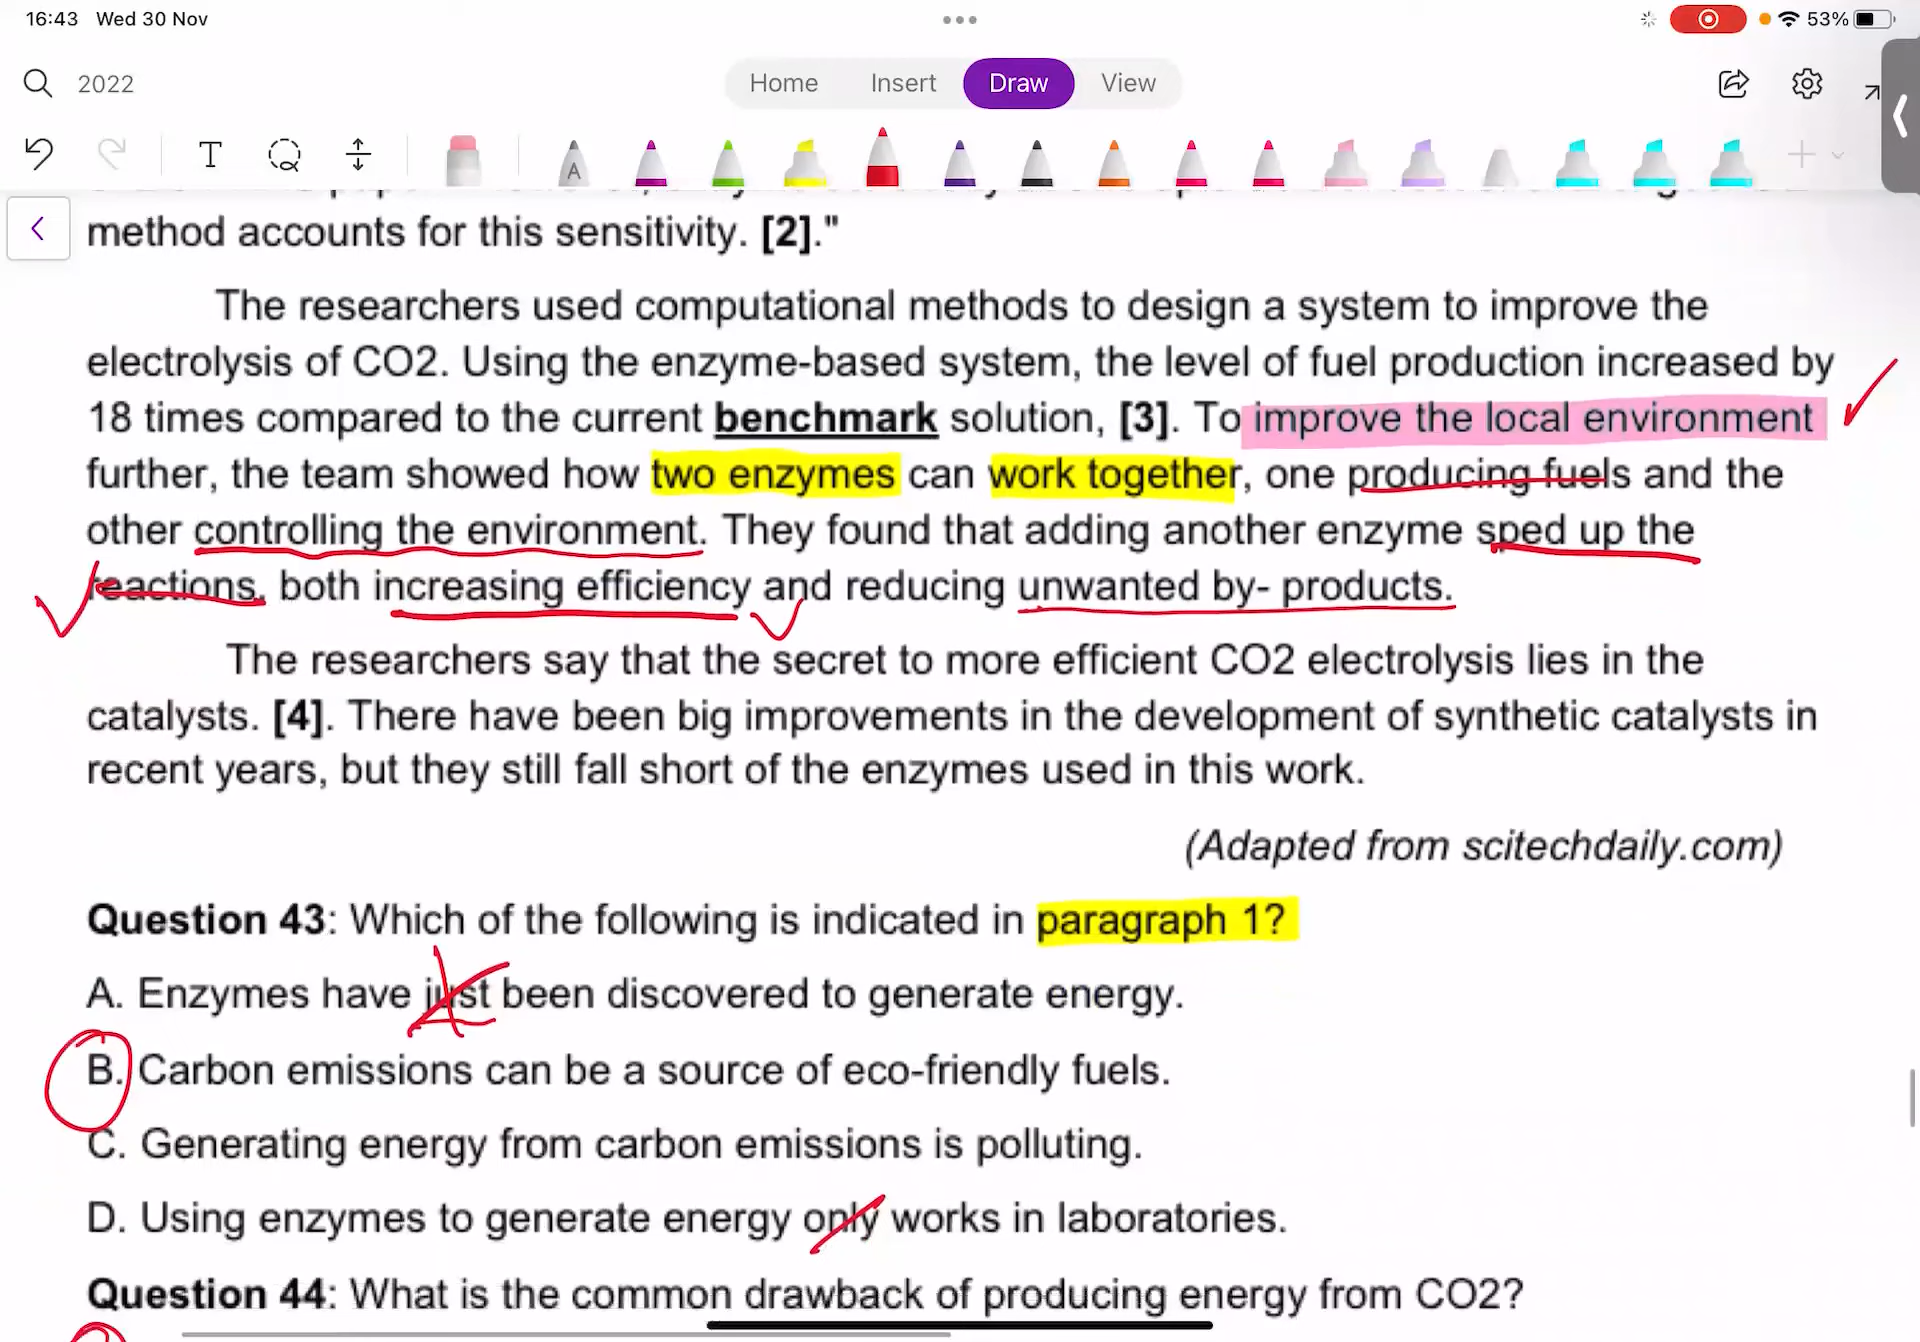 16:43 Wed 30 Nov
53%
2022
Home Insert Draw View
T
A
method accounts for this sensitivity. [2]."
The researchers used computational methods to design a system to improve the
electrolysis of CO2. Using the enzyme-based system, the level of fuel production increased by
18 times compared to the current benchmark solution, [3]. To improve the local environment
further, the team showed how two enzymes can work together, one producing fuels and the
other controlling the environment. They found that adding another enzyme sped up the
reactions, both increasing efficiency and reducing unwanted by- products.
The researchers say that the secret to more efficient CO2 electrolysis lies in the
catalysts. [4]. There have been big improvements in the development of synthetic catalysts in
recent years, but they still fall short of the enzymes used in this work.
(Adapted from scitechdaily.com)
Question 43: Which of the following is indicated in paragraph 1?
A. Enzymes have just been discovered to generate energy.
B. Carbon emissions can be a source of eco-friendly fuels.
C. Generating energy from carbon emissions is polluting.
D. Using enzymes to generate energy only works in laboratories.
Question 44: What is the common drawback of producing energy from CO2?